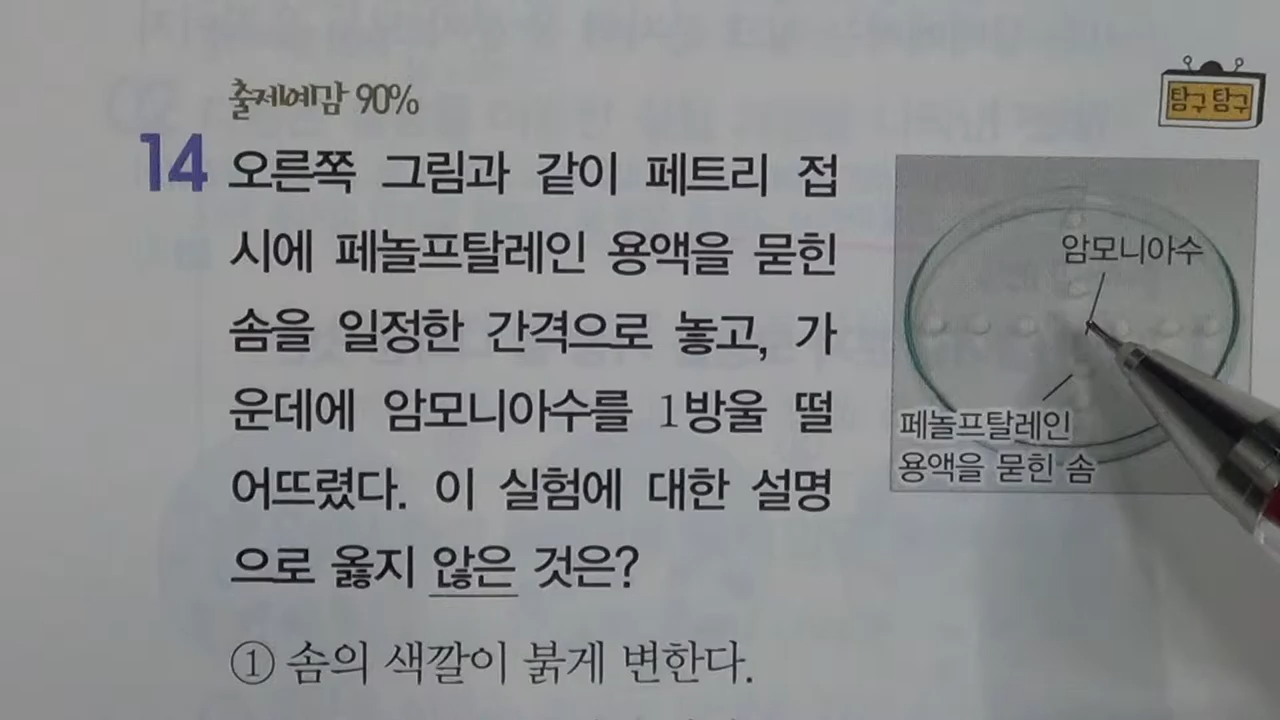 출제예감 90%
탐구 탐구
14 오른쪽 그림과 같이 페트리 접
시에 페놀프탈레인 용액을 묻힌
솜을 일정한 간격으로 놓고, 가
운데에 암모니아수를 1방울 떨
어뜨렸다. 이 실험에 대한 설명
으로 옳지 않은 것은?
암모니아수
페놀프탈레인
용액을 묻힌 솜
① 솜의 색깔이 붉게 변한다.